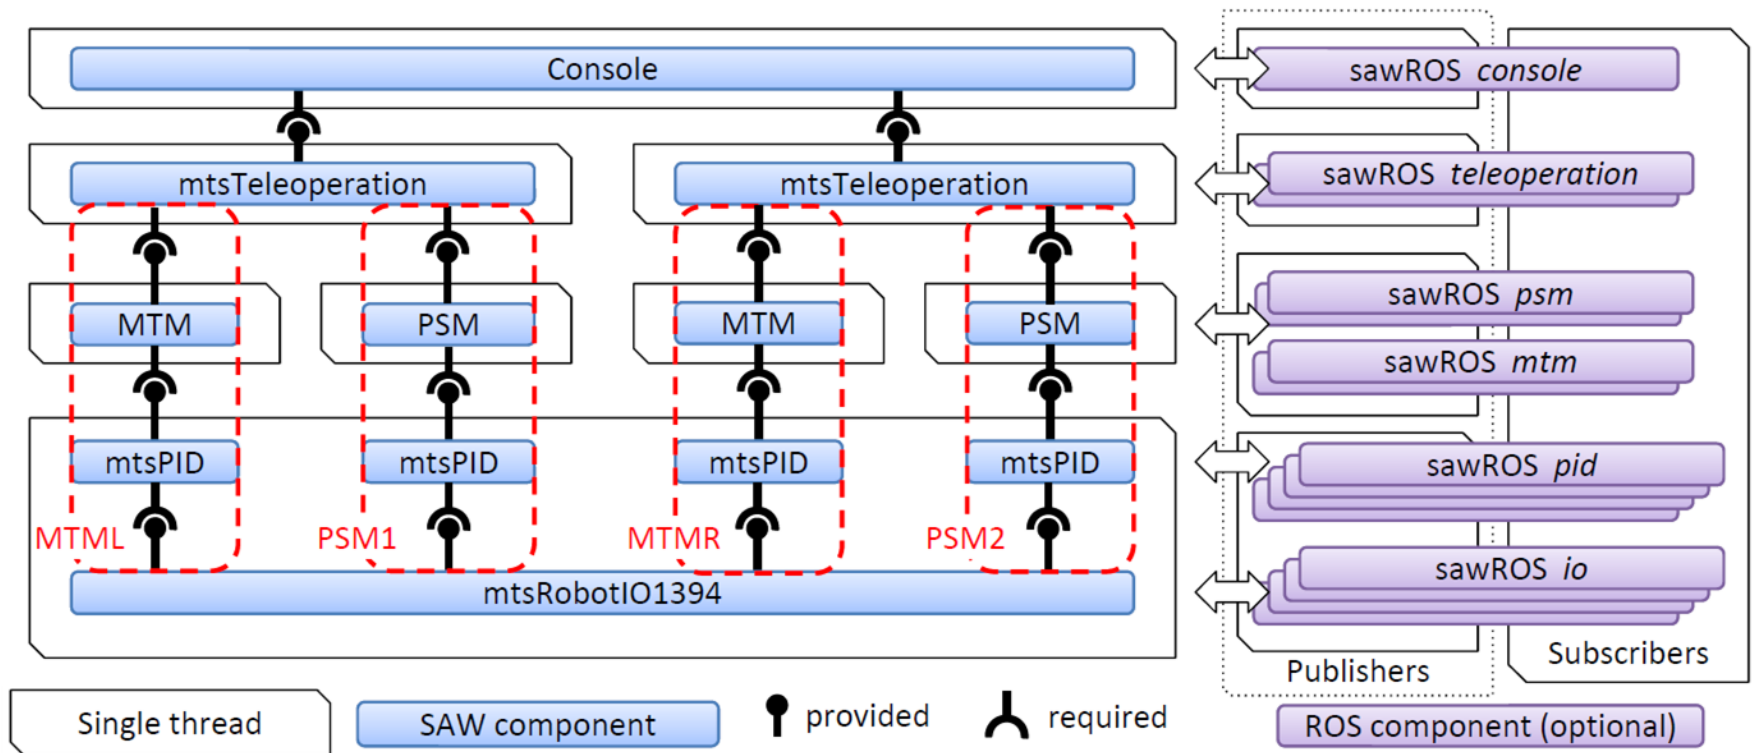 Console
sawROS console
mtsTeleoperation
mtsTeleoperation
sawROS teleoperation
MTM
PSM
MTM
PSM
sawROS psm
sawROS mtm
mtsPID
mtsPID
mtsPID
mtsPID
sawROS pid
MTML
PSM1
MTMR
PSM2
mtsRobotIO1394
sawROS io
Publishers
Subscribers
Single thread
SAW component
provided
required
ROS component (optional)